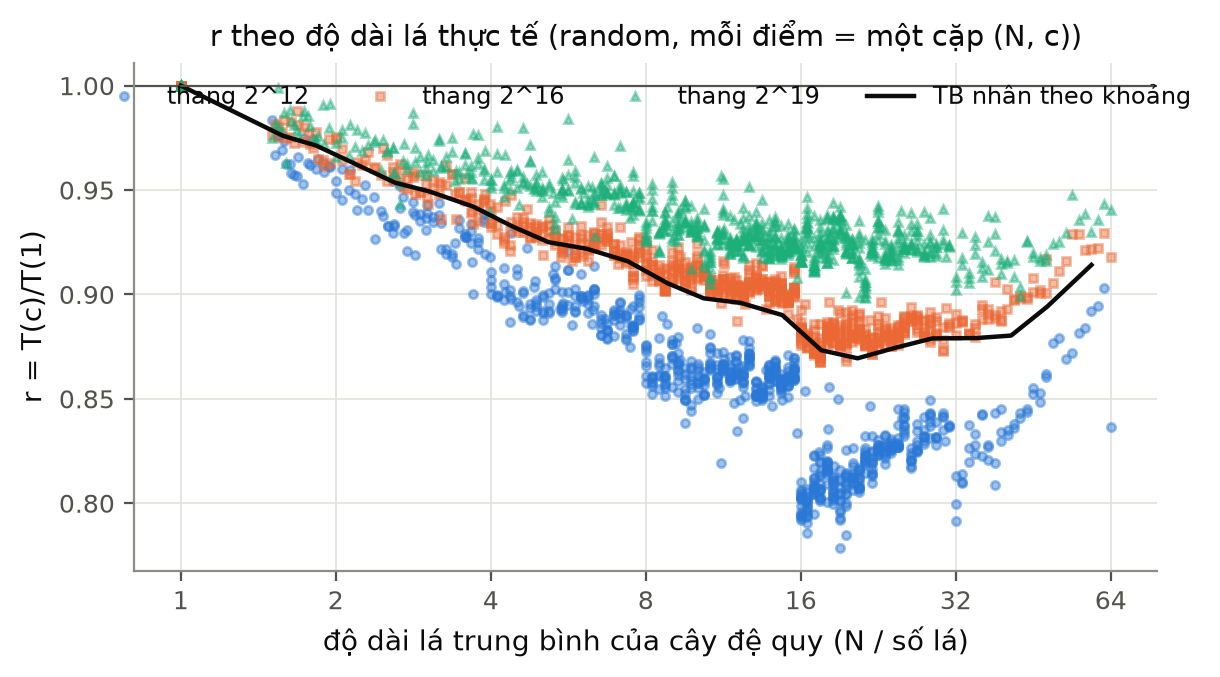 r theo độ dài lá thực tế (random, mỗi điểm = một cặp (N, c))
thang 2^12 thang 2^16 thang 2^19 TB nhân theo khoảng
r = T(c)/T(1)
1.00
0.95
0.90
0.85
0.80
1 2 4 8 16 32 64
độ dài lá trung bình của cây đệ quy (N / số lá)